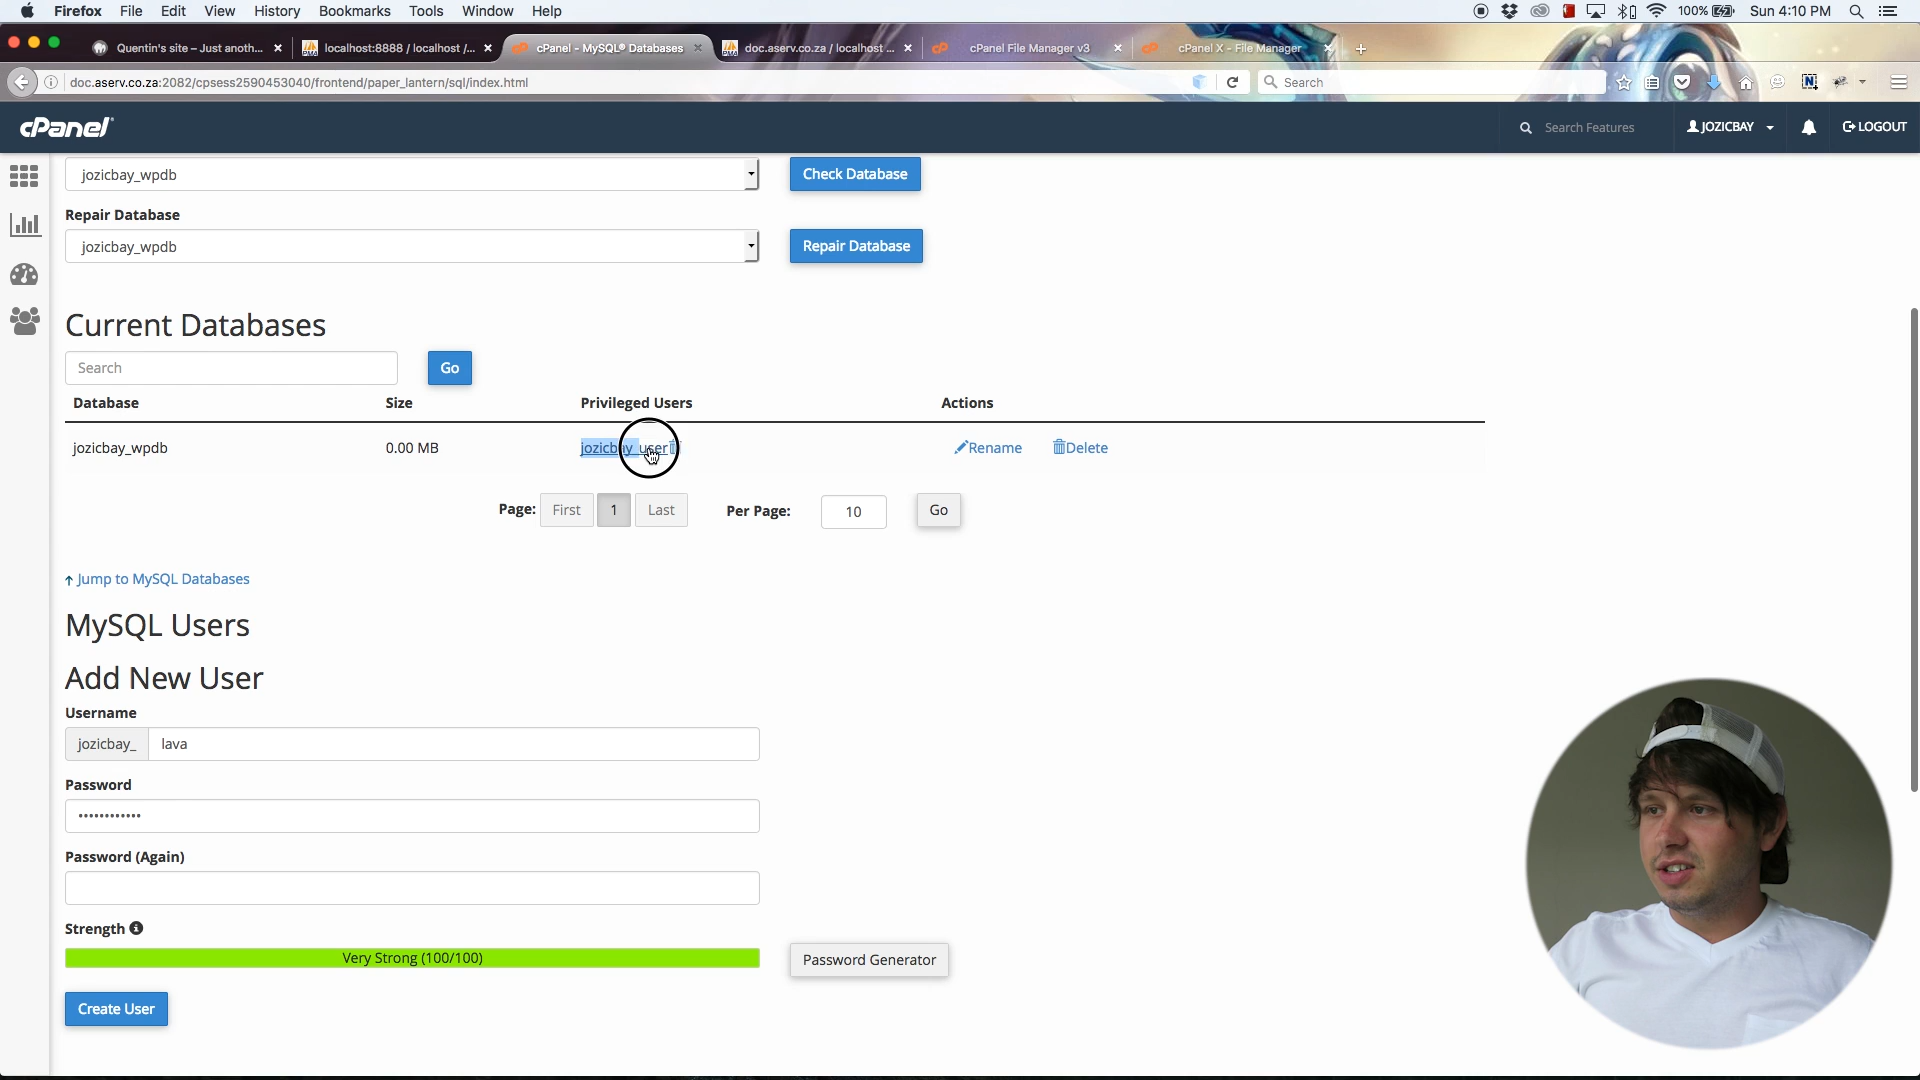 Firefox File Edit View History Bookmarks Tools Window Help 100% Sun 4:10 PM
Quentin's site – Just anoth... localhost:8888 / localhost /... cPanel - MySQL® Databases doc.aserv.co.za / localhost ... cPanel File Manager v3 cPanel X - File Manager
doc.aserv.co.za:2082/cpsess2590453040/frontend/paper_lantern/sql/index.html Search
cPanel Search Features JOZICBAY LOGOUT
jozicbay_wpdb Check Database
Repair Database
jozicbay_wpdb Repair Database
Current Databases
Search Go
Database Size Privileged Users Actions
jozicbay_wpdb 0.00 MB jozicbay_user Rename Delete
Page: First 1 Last Per Page: 10 Go
Jump to MySQL Databases
MySQL Users
Add New User
Username
jozicbay_ lava
Password
••••••••••••
Password (Again)
Strength
Very Strong (100/100) Password Generator
Create User